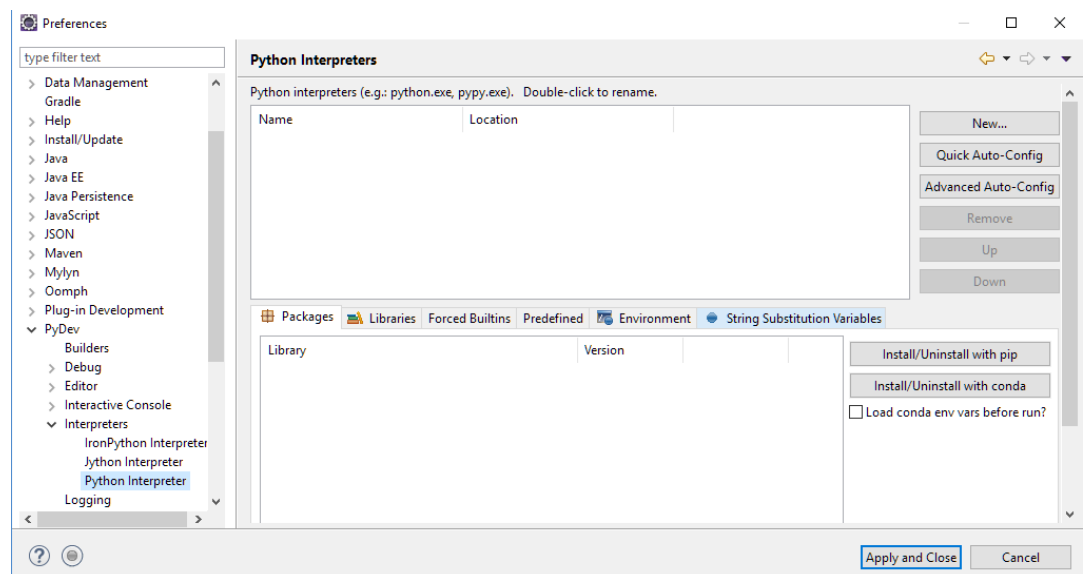 Preferences
type filter text
Data Management
Gradle
Help
Install/Update
Java
Java EE
Java Persistence
JavaScript
JSON
Maven
Mylyn
Oomph
Plug-in Development
PyDev
Builders
Debug
Editor
Interactive Console
Interpreters
IronPython Interpreter
Jython Interpreter
Python Interpreter
Logging
Python Interpreters
Python interpreters (e.g.: python.exe, pypy.exe).   Double-click to rename.
Name Location
New...
Quick Auto-Config
Advanced Auto-Config
Remove
Up
Down
Packages Libraries Forced Builtins Predefined Environment String Substitution Variables
Library Version
Install/Uninstall with pip
Install/Uninstall with conda
Load conda env vars before run?
Apply and Close Cancel